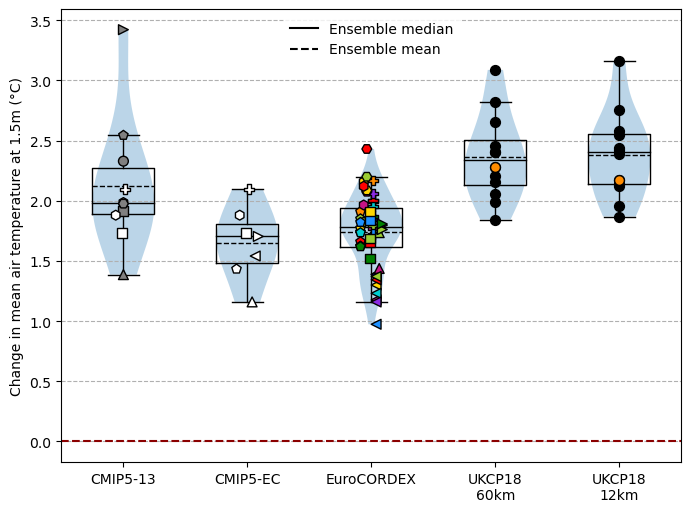 Ensemble median
Ensemble mean
Change in mean air temperature at 1.5m (°C)
3.5
3.0
2.5
2.0
1.5
1.0
0.5
0.0
CMIP5-13
CMIP5-EC
EuroCORDEX
UKCP18
60km
UKCP18
12km